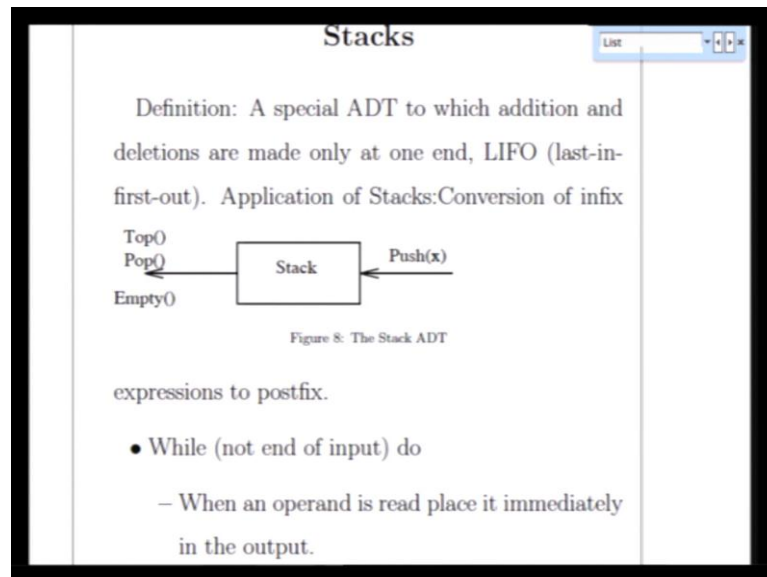 Stacks
List
Definition: A special ADT to which addition and
deletions are made only at one end, LIFO (last-in-
first-out). Application of Stacks:Conversion of infix
Top()
Pop()
Stack
Push(x)
Empty()
Figure 8: The Stack ADT
expressions to postfix.
• While (not end of input) do
– When an operand is read place it immediately
in the output.